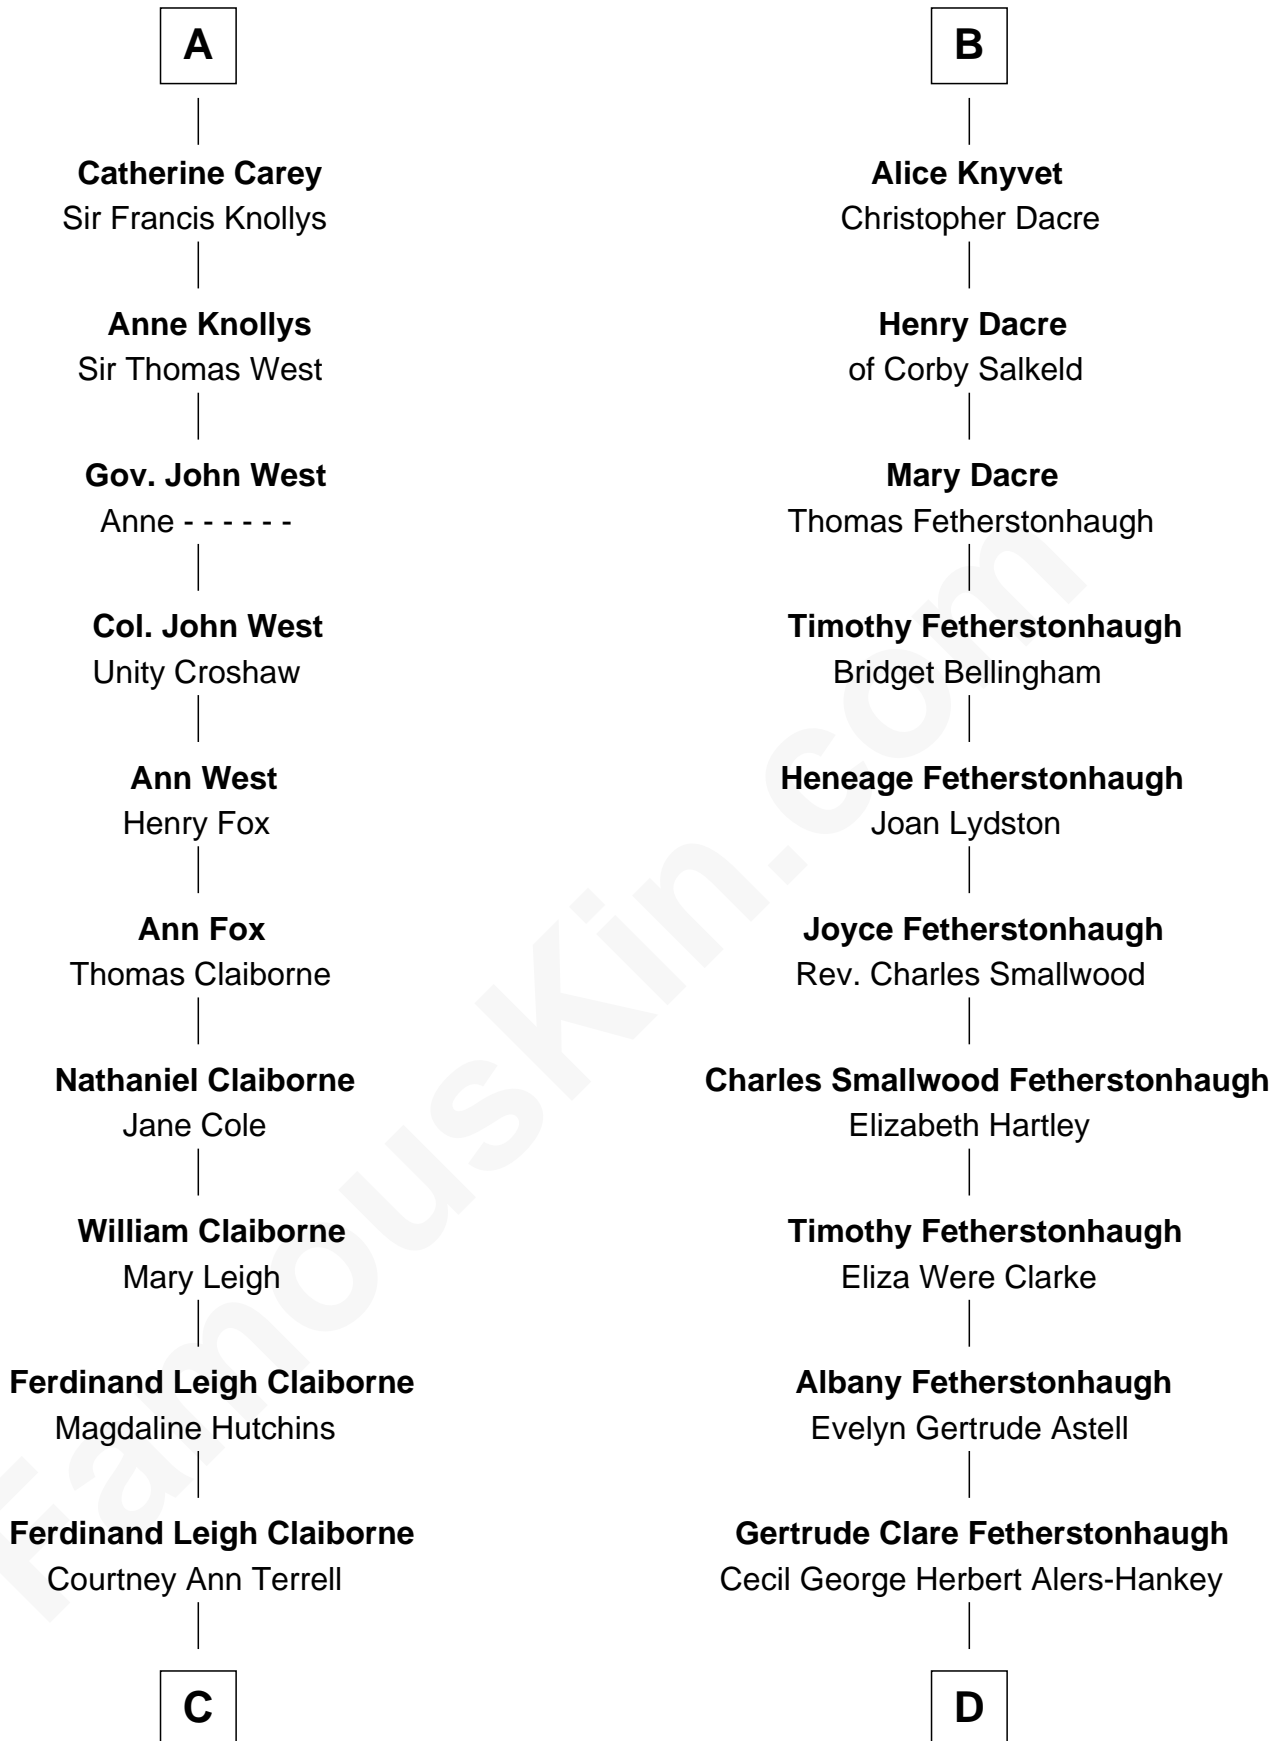 A
Catherine Carey
Sir Francis Knollys
Anne Knollys
Sir Thomas West
Gov. John West
Anne - - - - - -
Col. John West
Unity Croshaw
Ann West
Henry Fox
Ann Fox
Thomas Claiborne
Nathaniel Claiborne
Jane Cole
William Claiborne
Mary Leigh
Ferdinand Leigh Claiborne
Magdaline Hutchins
Ferdinand Leigh Claiborne
Courtney Ann Terrell
C
B
Alice Knyvet
Christopher Dacre
Henry Dacre
of Corby Salkeld
Mary Dacre
Thomas Fetherstonhaugh
Timothy Fetherstonhaugh
Bridget Bellingham
Heneage Fetherstonhaugh
Joan Lydston
Joyce Fetherstonhaugh
Rev. Charles Smallwood
Charles Smallwood Fetherstonhaugh
Elizabeth Hartley
Timothy Fetherstonhaugh
Eliza Were Clarke
Albany Fetherstonhaugh
Evelyn Gertrude Astell
Gertrude Clare Fetherstonhaugh
Cecil George Herbert Alers-Hankey
D
FamousKin.com